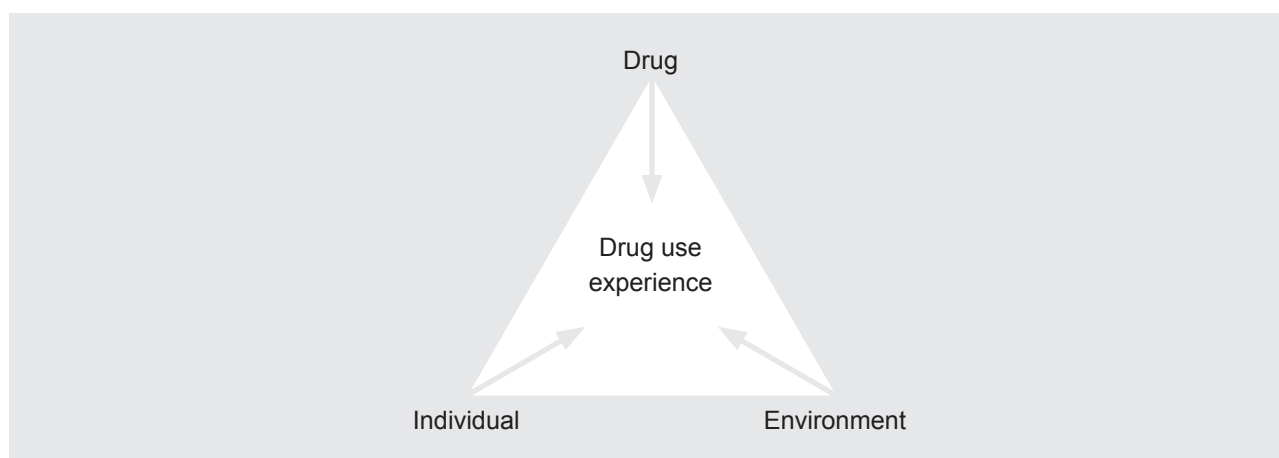 Drug
Drug use
experience
Individual
Environment